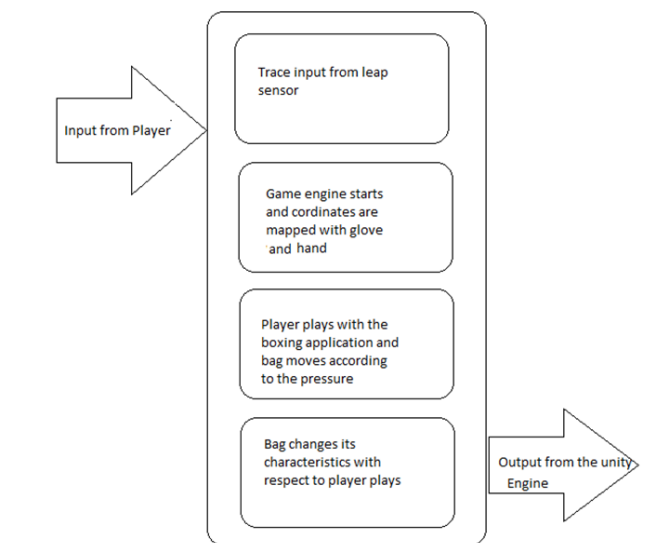 Input from Player
Trace input from leap
sensor
Game engine starts
and cordinates are
mapped with glove
and hand
Player plays with the
boxing application and
bag moves according
to the pressure
Bag changes its
characteristics with
respect to player plays
Output from the unity
Engine